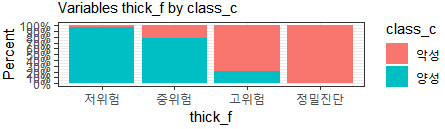 Variables thick_f by class_c
Percent
100%
90%
80%
70%
60%
50%
40%
30%
20%
10%
0%
저위험
중위험
고위험
정밀진단
thick_f
class_c
악성
양성